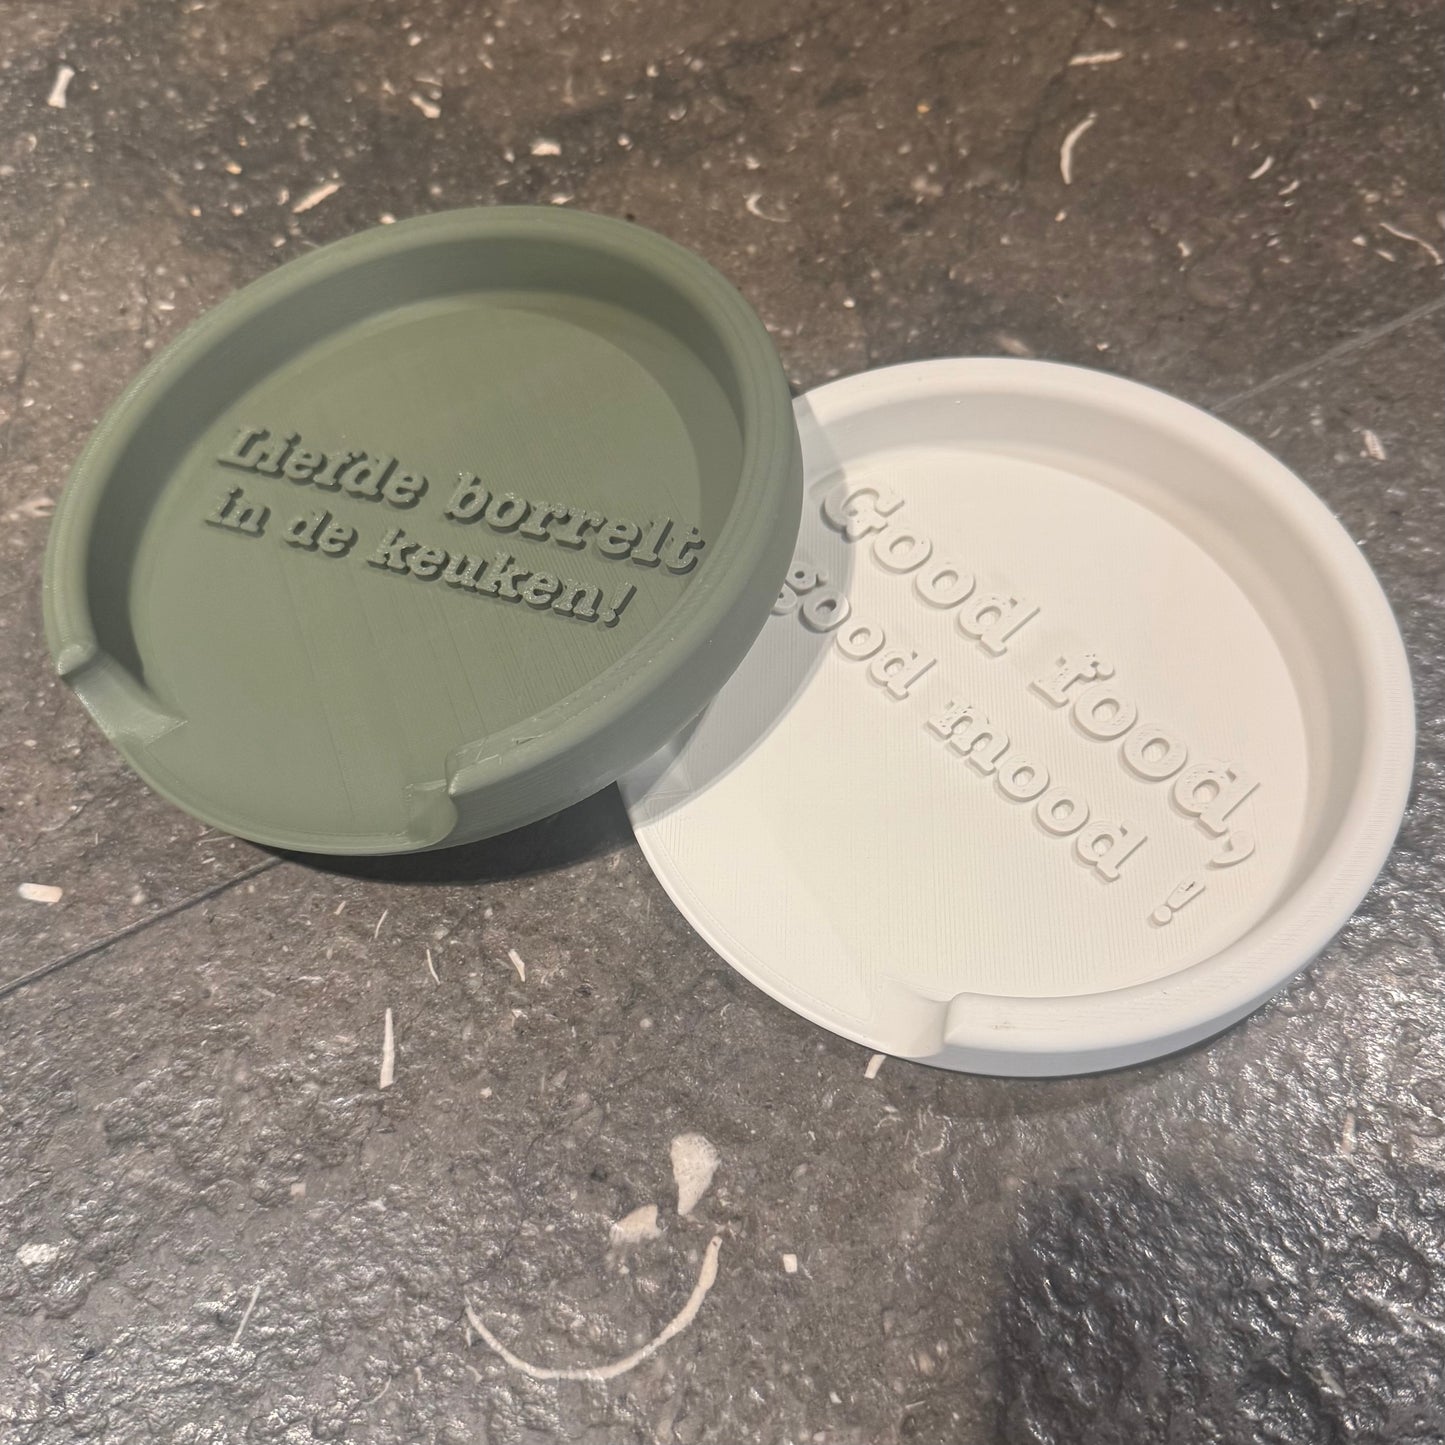 Liefde borrelt
in de keuken!
Good food,
good mood !